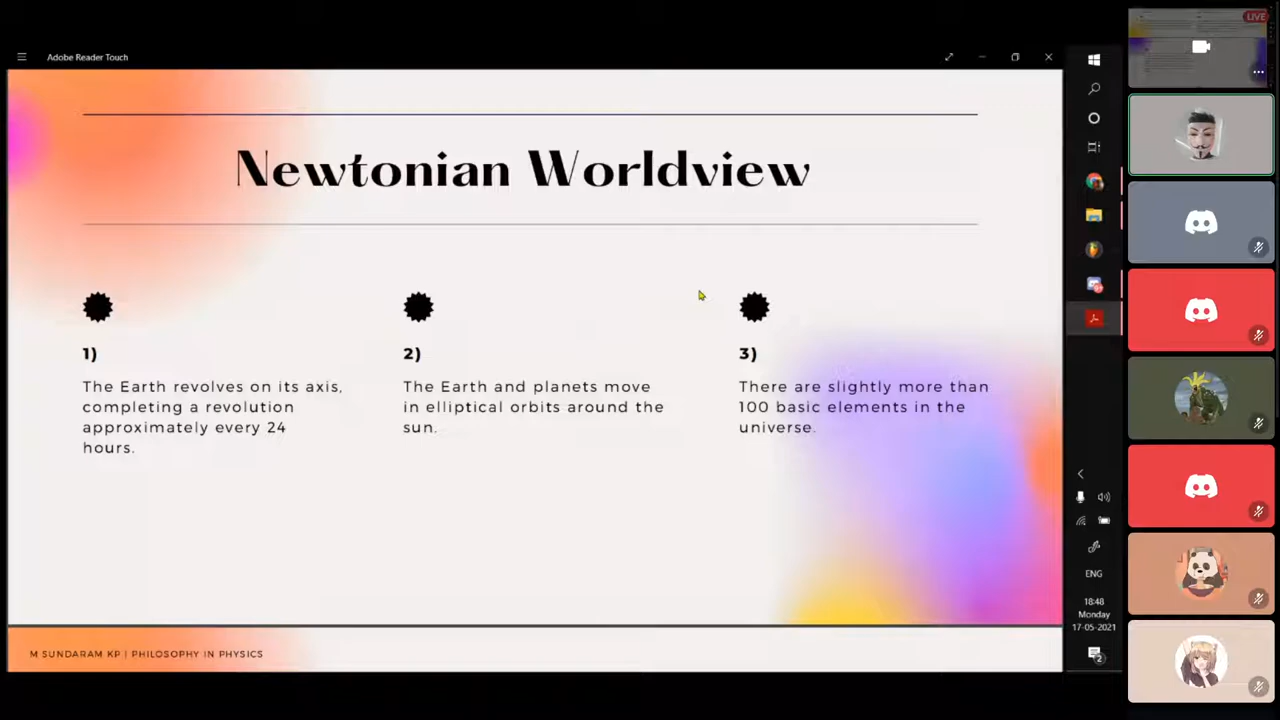 LIVE
Adobe Reader Touch
Newtonian Worldview
1)
The Earth revolves on its axis,
completing a revolution
approximately every 24
hours.
2)
The Earth and planets move
in elliptical orbits around the
sun.
3)
There are slightly more than
100 basic elements in the
universe.
M SUNDARAM KP | PHILOSOPHY IN PHYSICS
ENG
18:48
Monday
17-05-2021
2